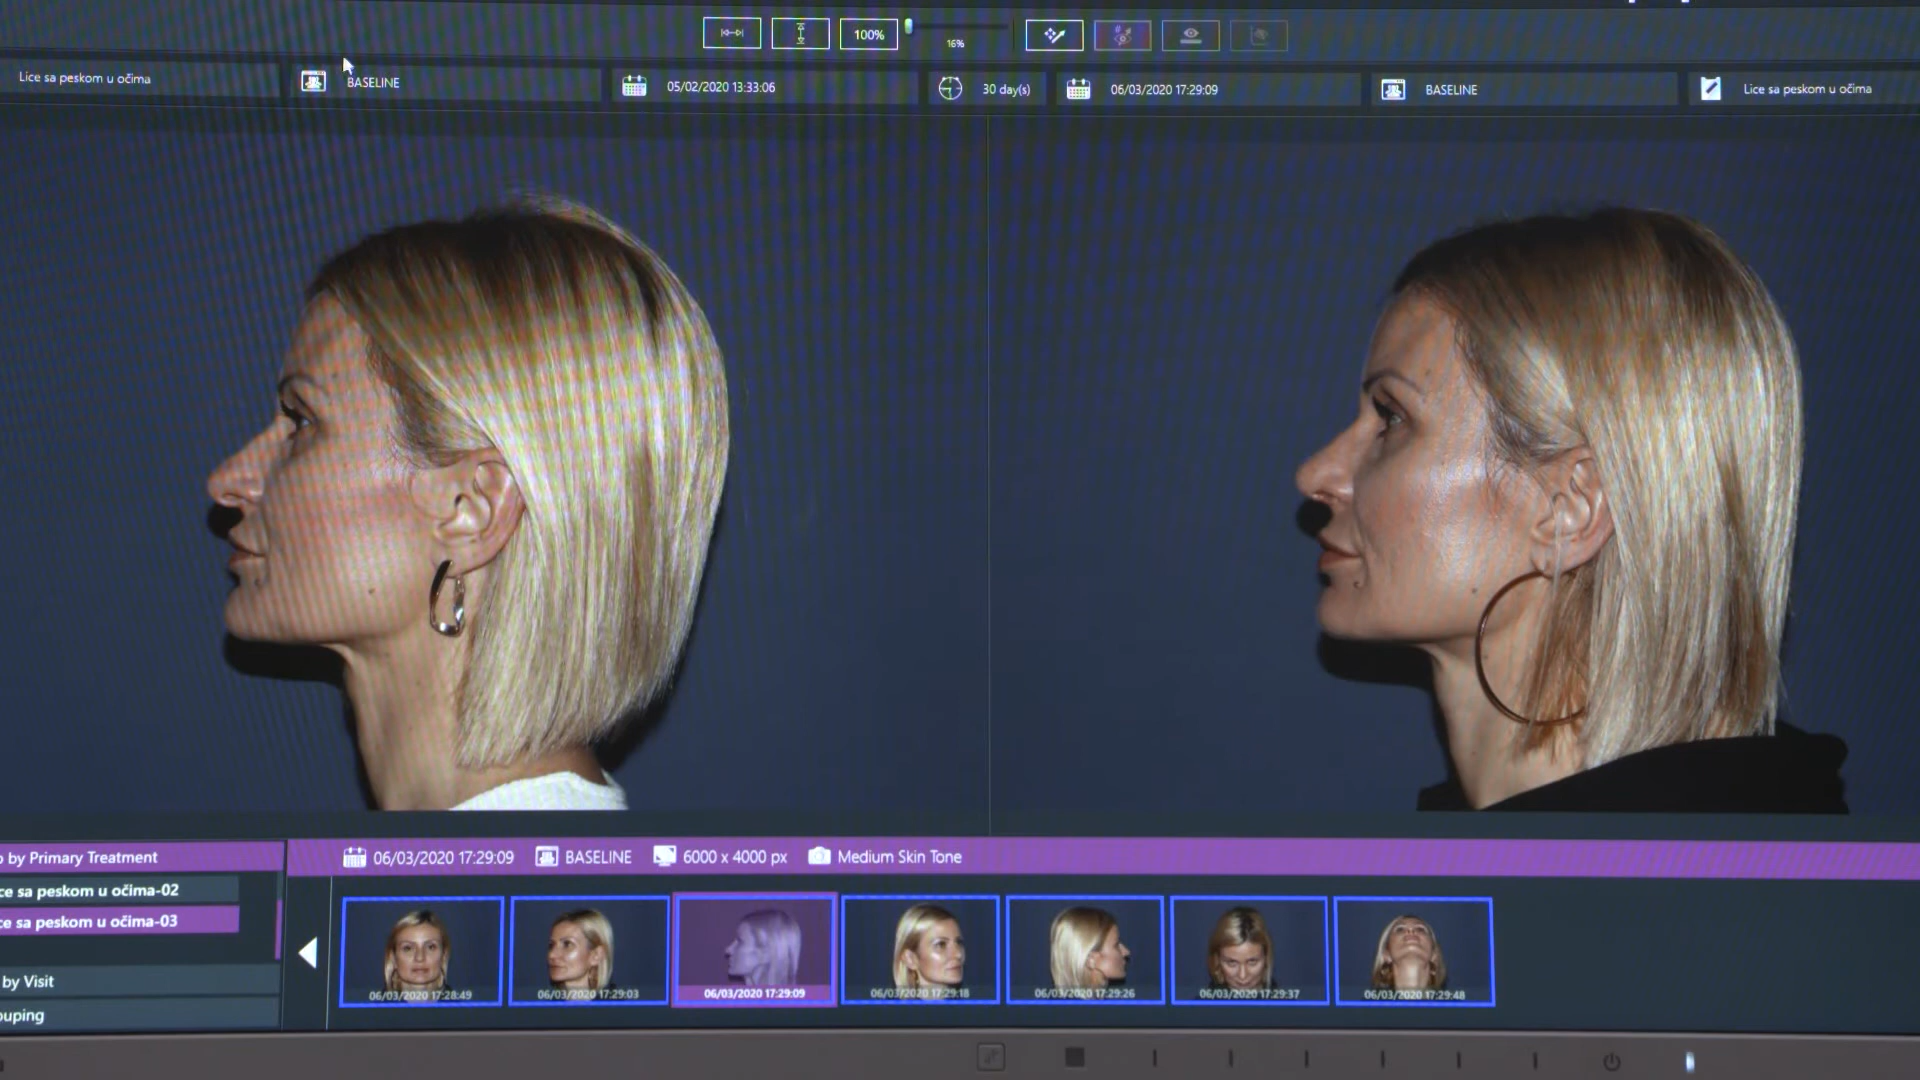 100%
16%
Lice sa peskom u očima
BASELINE
05/02/2020 13:33:06
30 day(s)
06/03/2020 17:29:09
BASELINE
Lice sa peskom u očima
by Primary Treatment
06/03/2020 17:29:09
BASELINE
6000 x 4000 px
Medium Skin Tone
sa peskom u očima-02
sa peskom u očima-03
by Visit
06/03/2020 17:28:49
06/03/2020 17:29:03
06/03/2020 17:29:09
06/03/2020 17:29:18
06/03/2020 17:29:26
06/03/2020 17:29:37
06/03/2020 17:29:48